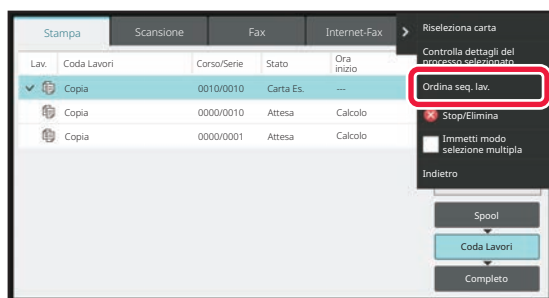 Stampa Scansione Fax Internet-Fax
Lav. Coda Lavori Corso/Serie Stato Ora inizio
Copia 0010/0010 Carta Es. ---
Copia 0000/0010 Attesa Calcolo
Copia 0000/0001 Attesa Calcolo
Riseleziona carta
Controlla dettagli del
processo selezionato
Ordina seq. lav.
Stop/Elimina
Immetti modo
selezione multipla
Indietro
Spool
Coda Lavori
Completo